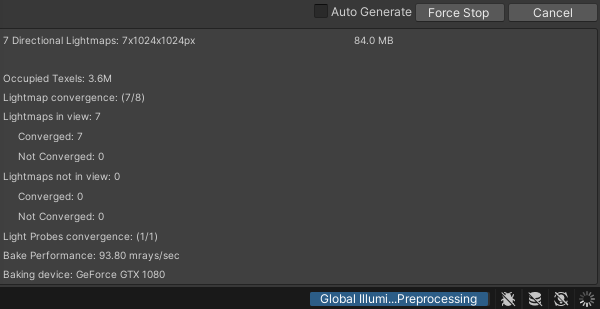 Auto Generate Force Stop Cancel
7 Directional Lightmaps: 7x1024x1024px 84.0 MB
Occupied Texels: 3.6M
Lightmap convergence: (7/8)
Lightmaps in view: 7
Converged: 7
Not Converged: 0
Lightmaps not in view: 0
Converged: 0
Not Converged: 0
Light Probes convergence: (1/1)
Bake Performance: 93.80 mrays/sec
Baking device: GeForce GTX 1080
Global Illumi...Preprocessing